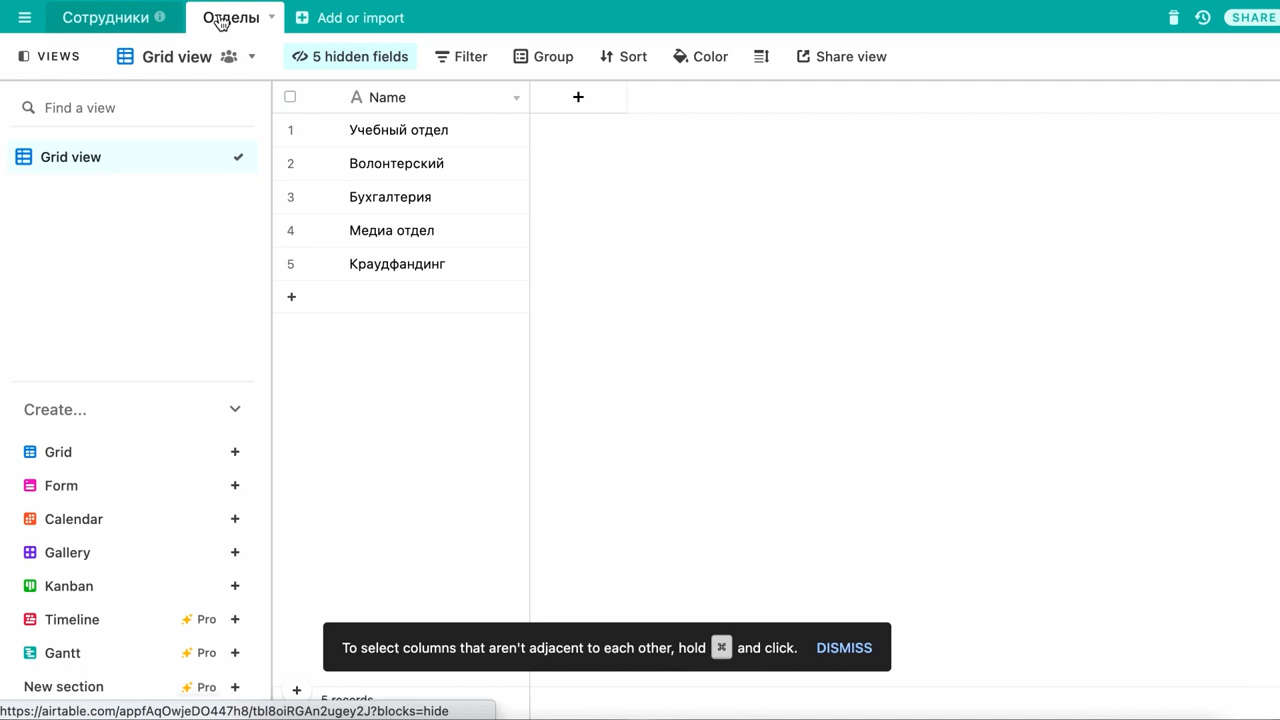 Сотрудники
Отделы
Add or import
SHARE
VIEWS
Grid view
5 hidden fields
Filter
Group
Sort
Color
Share view
Find a view
Grid view
Name
1 Учебный отдел
2 Волонтерский
3 Бухгалтерия
4 Медиа отдел
5 Краудфандинг
+
Create...
Grid +
Form +
Calendar +
Gallery +
Kanban +
Timeline Pro +
Gantt Pro +
New section Pro +
To select columns that aren't adjacent to each other, hold ⌘ and click. DISMISS
+ 5 records
https://airtable.com/appfAqOwjeDO447h8/tbl8oiRGAn2ugey2J?blocks=hide